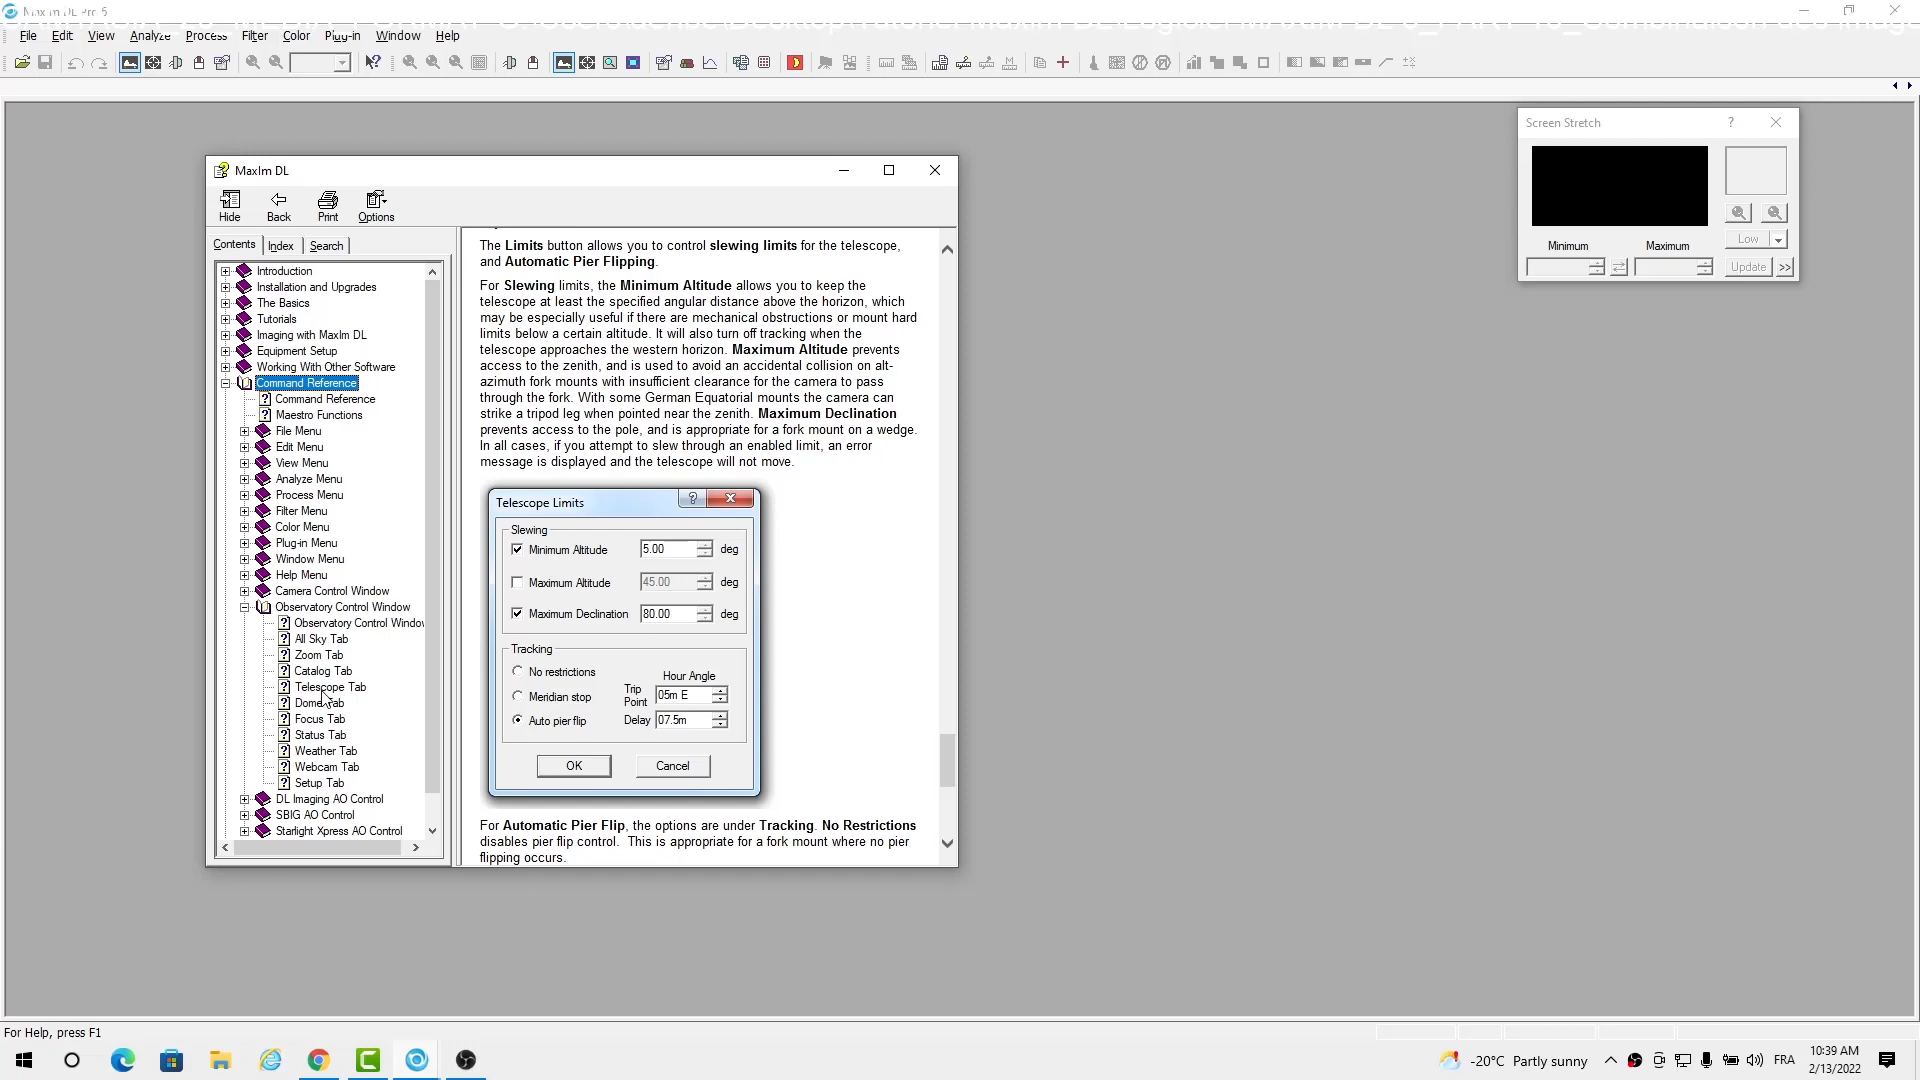 MaxIm DL Pro 5
File Edit View Analyze Process Filter Color Plug-in Window Help
Screen Stretch
Low
Minimum Maximum
Update >>
MaxIm DL
Hide Back Print Options
Contents Index Search
Introduction
Installation and Upgrades
The Basics
Tutorials
Imaging with MaxIm DL
Equipment Setup
Working With Other Software
Command Reference
Command Reference
Maestro Functions
File Menu
Edit Menu
View Menu
Analyze Menu
Process Menu
Filter Menu
Color Menu
Plug-in Menu
Window Menu
Help Menu
Camera Control Window
Observatory Control Window
Observatory Control Windo
All Sky Tab
Zoom Tab
Catalog Tab
Telescope Tab
Dome Tab
Focus Tab
Status Tab
Weather Tab
Webcam Tab
Setup Tab
DL Imaging AO Control
SBIG AO Control
Starlight Xpress AO Control
The Limits button allows you to control slewing limits for the telescope,
and Automatic Pier Flipping.
For Slewing limits, the Minimum Altitude allows you to keep the
telescope at least the specified angular distance above the horizon, which
may be especially useful if there are mechanical obstructions or mount hard
limits below a certain altitude. It will also turn off tracking when the
telescope approaches the western horizon. Maximum Altitude prevents
access to the zenith, and is used to avoid an accidental collision on alt-
azimuth fork mounts with insufficient clearance for the camera to pass
through the fork. With some German Equatorial mounts the camera can
strike a tripod leg when pointed near the zenith. Maximum Declination
prevents access to the pole, and is appropriate for a fork mount on a wedge.
In all cases, if you attempt to slew through an enabled limit, an error
message is displayed and the telescope will not move.
Telescope Limits
Slewing
Minimum Altitude 5.00 deg
Maximum Altitude 45.00 deg
Maximum Declination 80.00 deg
Tracking
No restrictions
Meridian stop
Auto pier flip
Hour Angle
Trip Point 05m E
Delay 07.5m
OK Cancel
For Automatic Pier Flip, the options are under Tracking. No Restrictions
disables pier flip control. This is appropriate for a fork mount where no pier
flipping occurs.
For Help, press F1
-20°C Partly sunny
FRA
10:39 AM
2/13/2022